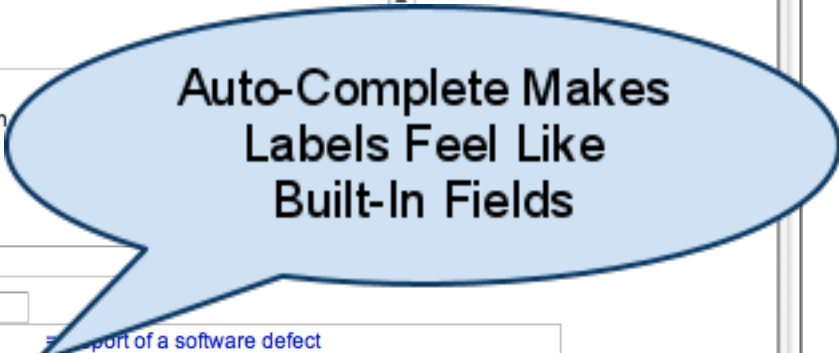 Auto-Complete Makes
Labels Feel Like
Built-In Fields
= port of a software defect